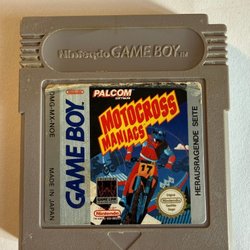 Nintendo GAME BOY
TM
DMG-MX-NOE
MADE IN JAPAN
GAME BOY
PALCOM
SOFTWARE
MOTOCROSS
MANIACS
17
Nintendo
HERAUSRAGENDE SEITE